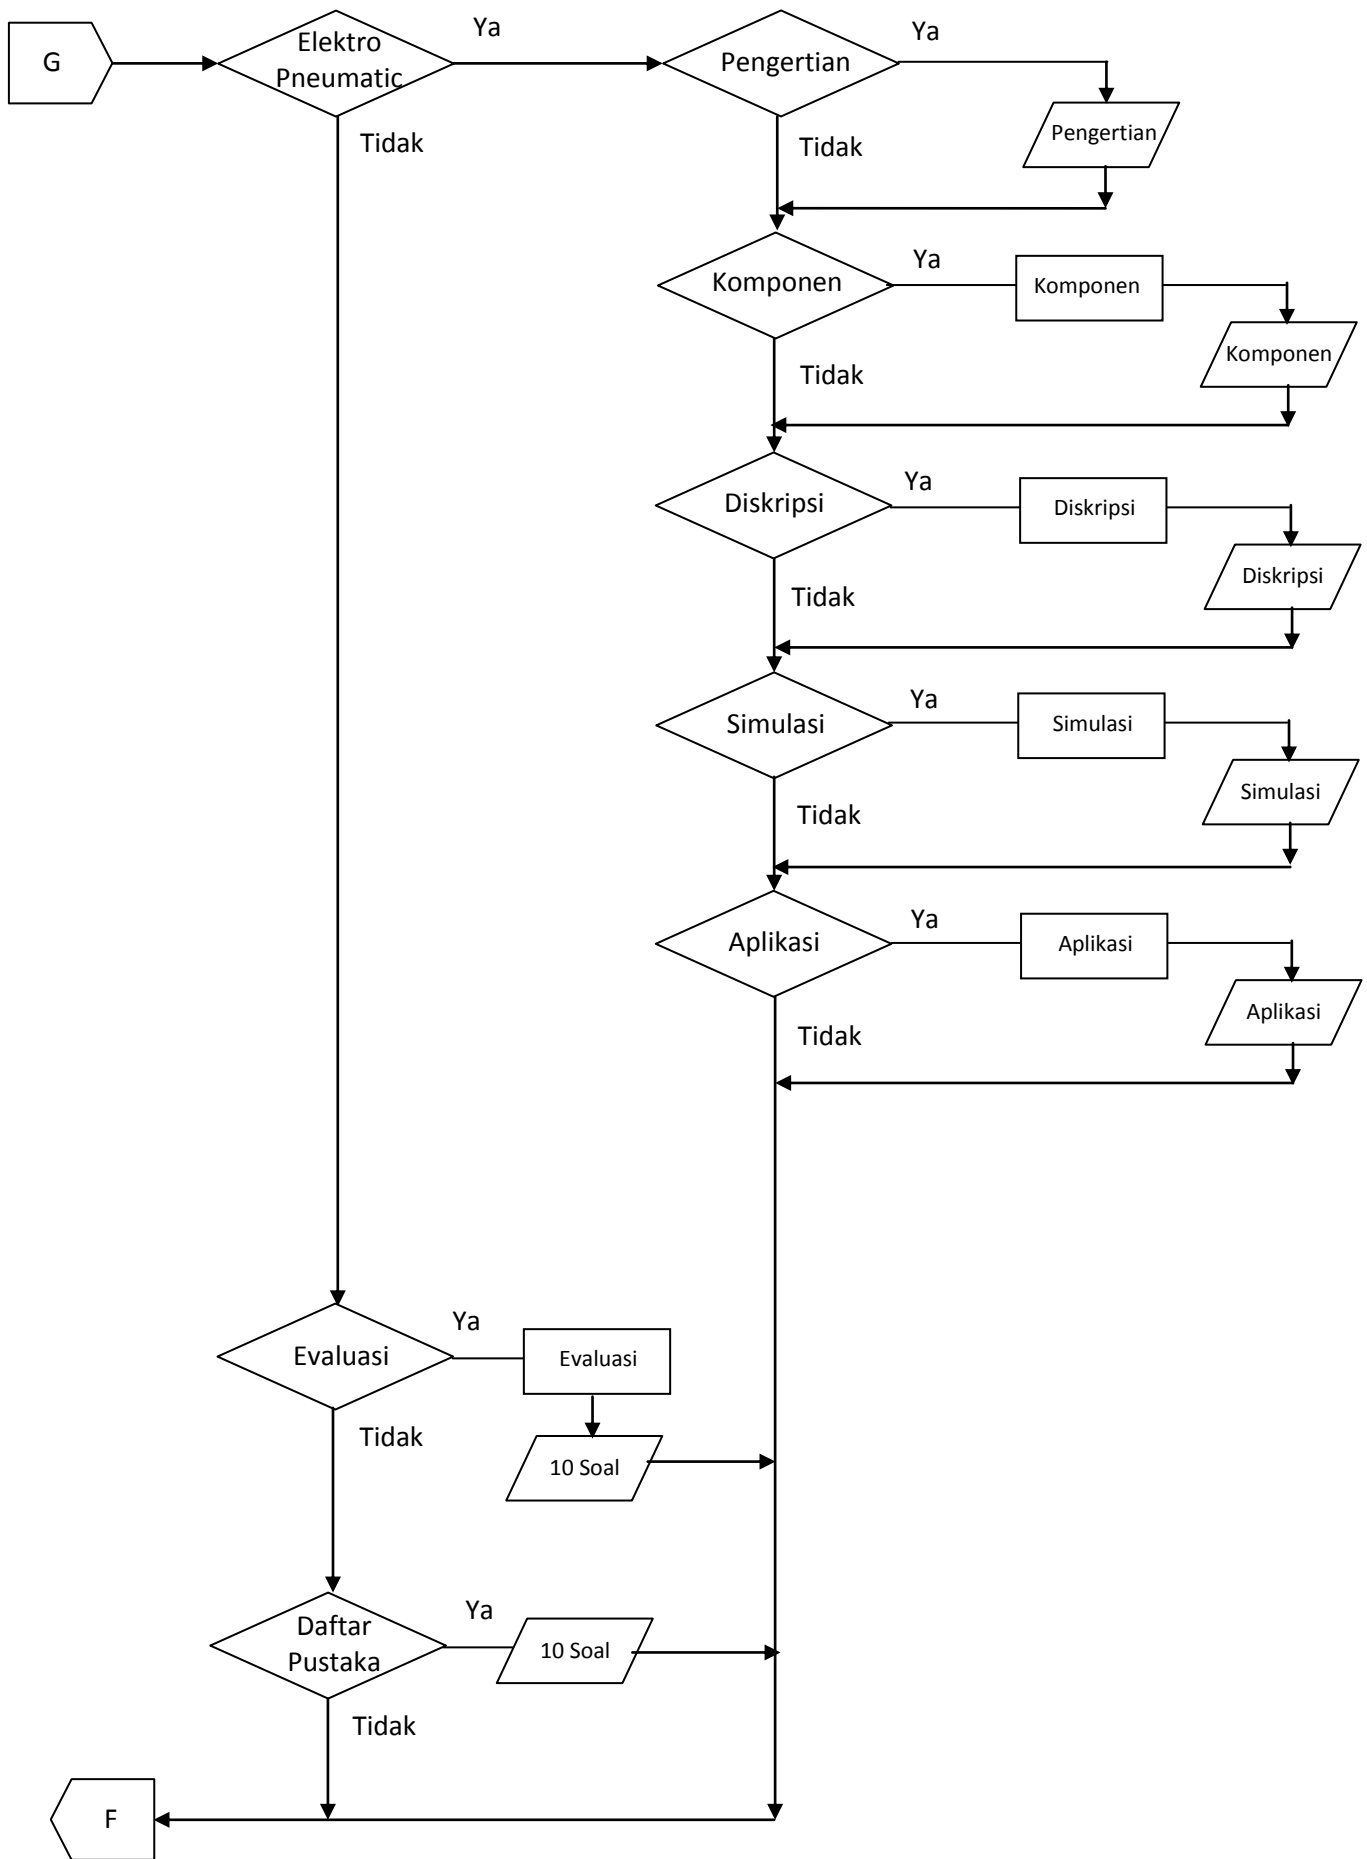 G
Elektro
Pneumatic
Ya
Pengertian
Ya
Pengertian
Tidak
Tidak
Komponen
Ya
Komponen
Komponen
Tidak
Diskripsi
Ya
Diskripsi
Diskripsi
Tidak
Simulasi
Ya
Simulasi
Simulasi
Tidak
Aplikasi
Ya
Aplikasi
Aplikasi
Tidak
Evaluasi
Ya
Evaluasi
Tidak
10 Soal
Daftar
Pustaka
Ya
10 Soal
Tidak
F